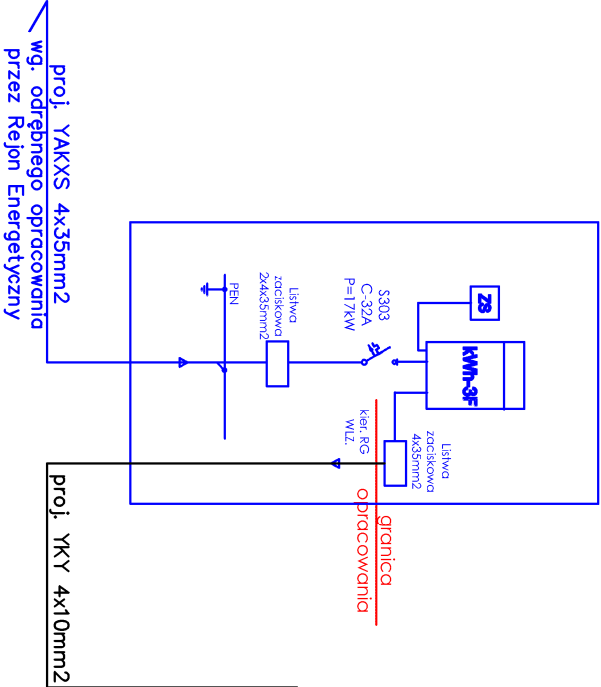 proj. YAKXS 4x35mm2
wg. odrębnego opracowania
przez Rejon Energetyczny
ZS
kWh-3F
S303
C-32A
P=17kW
Listwa
zaciskowa
2x4x35mm2
PEN
Listwa
zaciskowa
4x35mm2
kier. RG
WLZ.
granica
opracowania
proj. YKY 4x10mm2